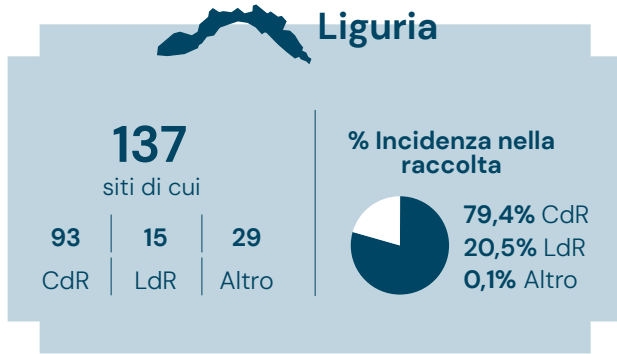 Liguria
137
siti di cui
93 15 29
CdR LdR Altro
% Incidenza nella
raccolta
79,4% CdR
20,5% LdR
0,1% Altro